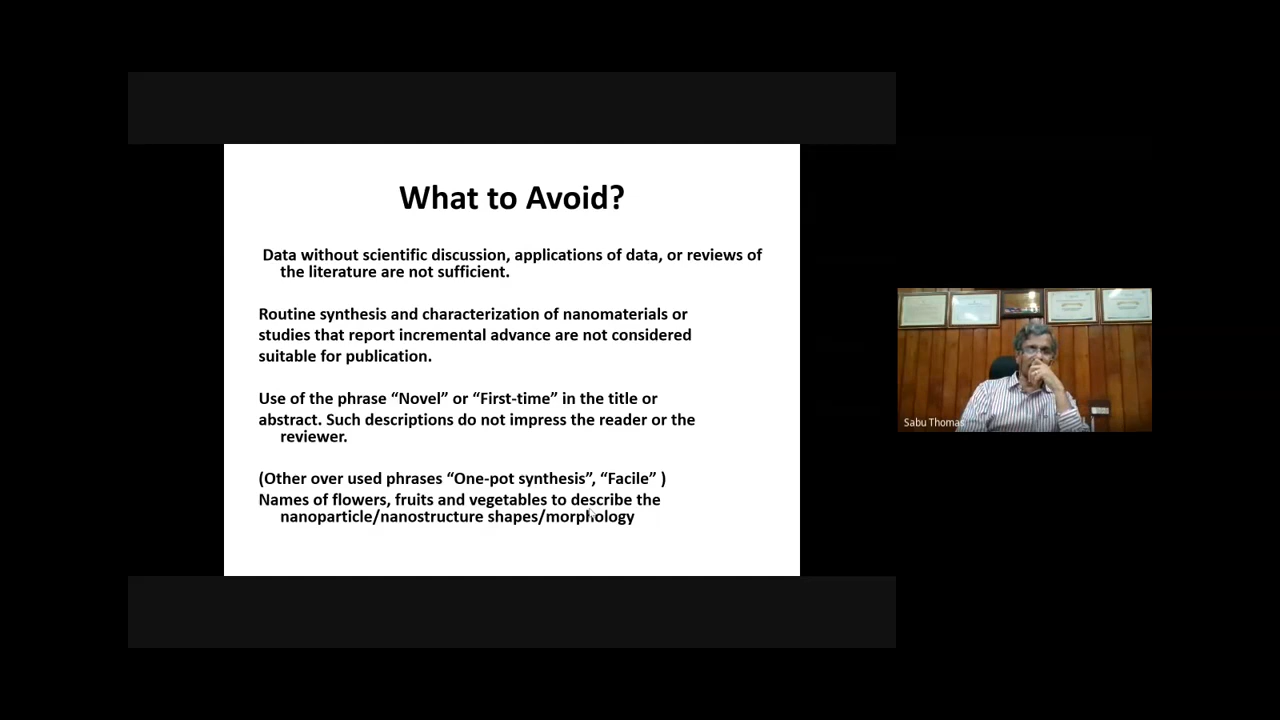 What to Avoid?
Data without scientific discussion, applications of data, or reviews of
the literature are not sufficient.
Routine synthesis and characterization of nanomaterials or
studies that report incremental advance are not considered
suitable for publication.
Use of the phrase “Novel” or “First-time” in the title or
abstract. Such descriptions do not impress the reader or the
reviewer.
(Other over used phrases “One-pot synthesis”, “Facile” )
Names of flowers, fruits and vegetables to describe the
nanoparticle/nanostructure shapes/morphology
Sabu Thomas